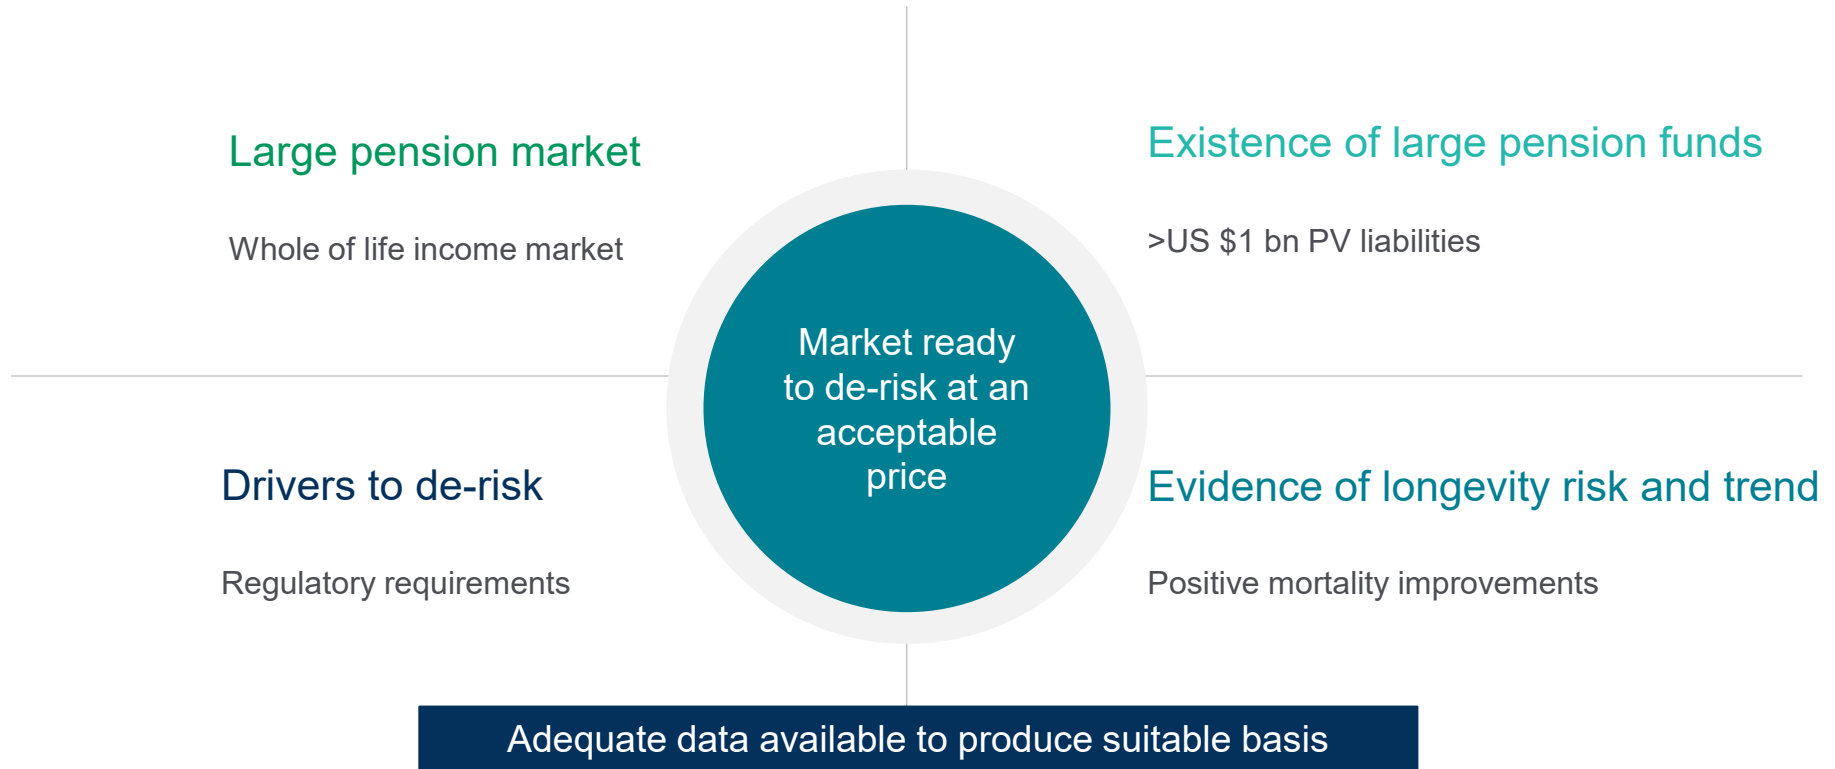 Large pension market
Whole of life income market
Existence of large pension funds
>US $1 bn PV liabilities
Market ready
to de-risk at an
acceptable
price
Drivers to de-risk
Regulatory requirements
Evidence of longevity risk and trend
Positive mortality improvements
Adequate data available to produce suitable basis